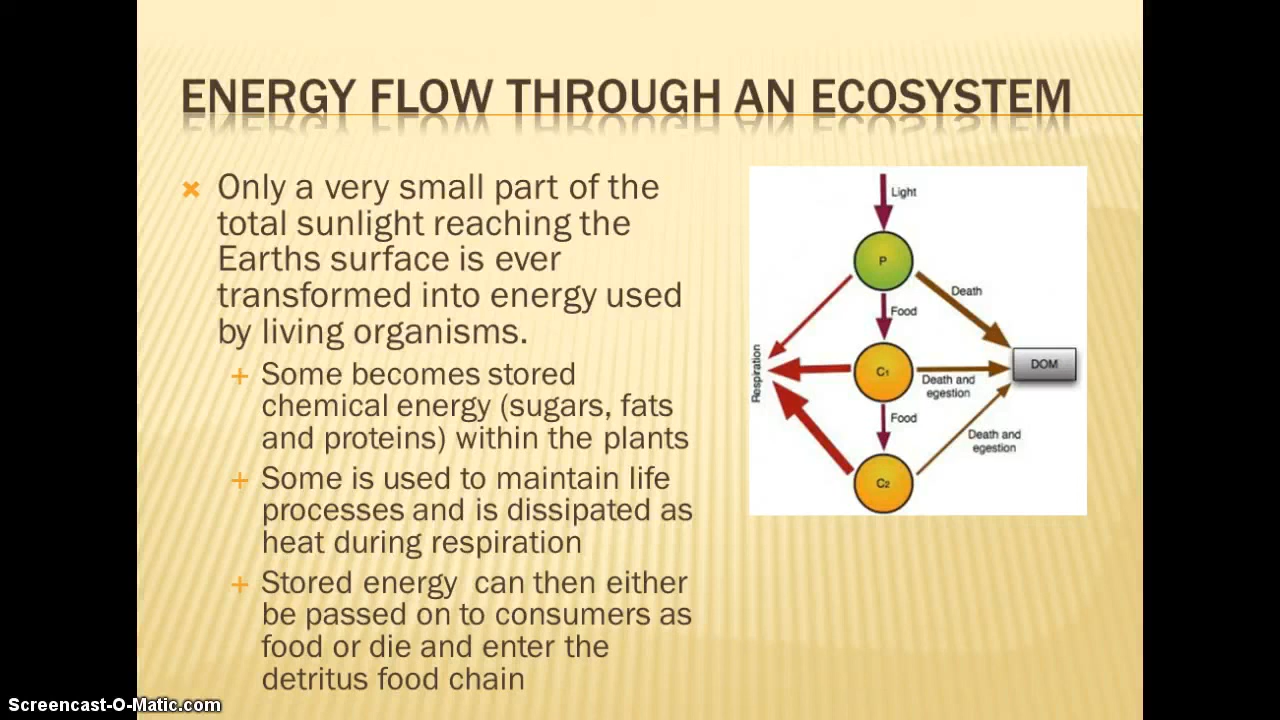 ENERGY FLOW THROUGH AN ECOSYSTEM
Only a very small part of the
total sunlight reaching the
Earths surface is ever
transformed into energy used
by living organisms.
Some becomes stored
chemical energy (sugars, fats
and proteins) within the plants
Some is used to maintain life
processes and is dissipated as
heat during respiration
Stored energy can then either
be passed on to consumers as
food or die and enter the
detritus food chain
Light
P
Death
Food
Respiration
C1
Death and
egestion
DOM
Food
Death and
egestion
C2
Screencast-O-Matic.com